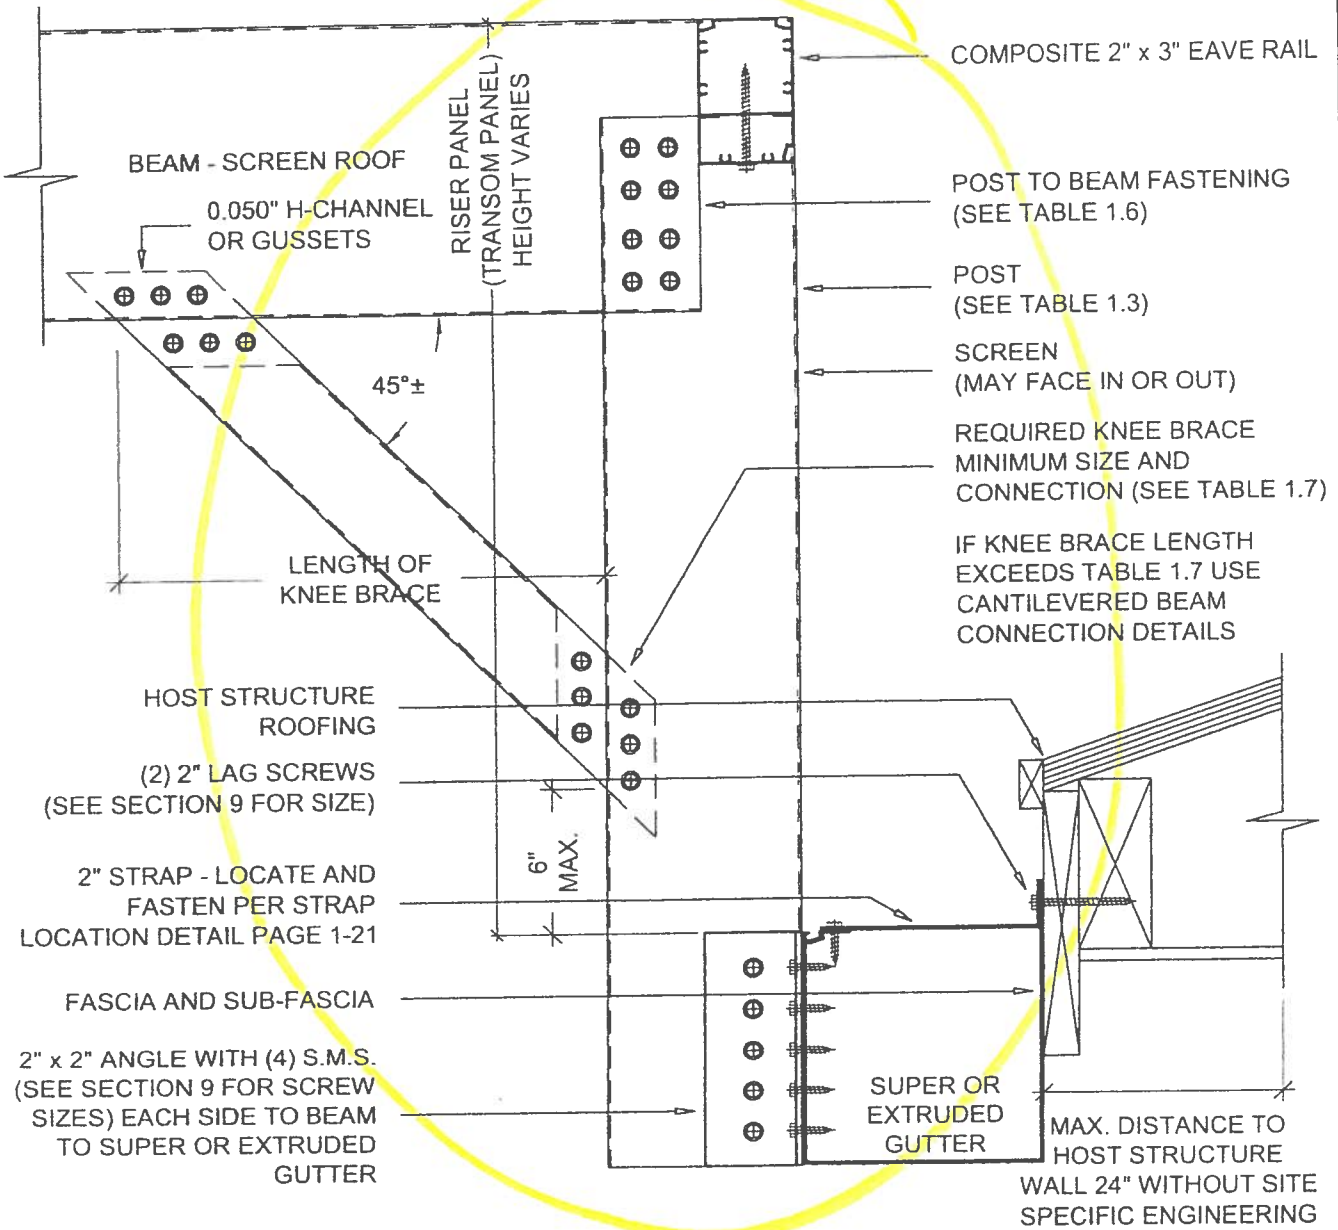 COMPOSITE 2" x 3" EAVE RAIL
RISER PANEL
(TRANSOM PANEL)
HEIGHT VARIES
BEAM - SCREEN ROOF
0.050" H-CHANNEL
OR GUSSETS
POST TO BEAM FASTENING
(SEE TABLE 1.6)
POST
(SEE TABLE 1.3)
SCREEN
(MAY FACE IN OR OUT)
45°±
REQUIRED KNEE BRACE
MINIMUM SIZE AND
CONNECTION (SEE TABLE 1.7)
IF KNEE BRACE LENGTH
EXCEEDS TABLE 1.7 USE
CANTILEVERED BEAM
CONNECTION DETAILS
LENGTH OF
KNEE BRACE
HOST STRUCTURE
ROOFING
(2) 2" LAG SCREWS
(SEE SECTION 9 FOR SIZE)
6"
MAX.
2" STRAP - LOCATE AND
FASTEN PER STRAP
LOCATION DETAIL PAGE 1-21
FASCIA AND SUB-FASCIA
2" x 2" ANGLE WITH (4) S.M.S.
(SEE SECTION 9 FOR SCREW
SIZES) EACH SIDE TO BEAM
TO SUPER OR EXTRUDED
GUTTER
SUPER OR
EXTRUDED
GUTTER
MAX. DISTANCE TO
HOST STRUCTURE
WALL 24" WITHOUT SITE
SPECIFIC ENGINEERING